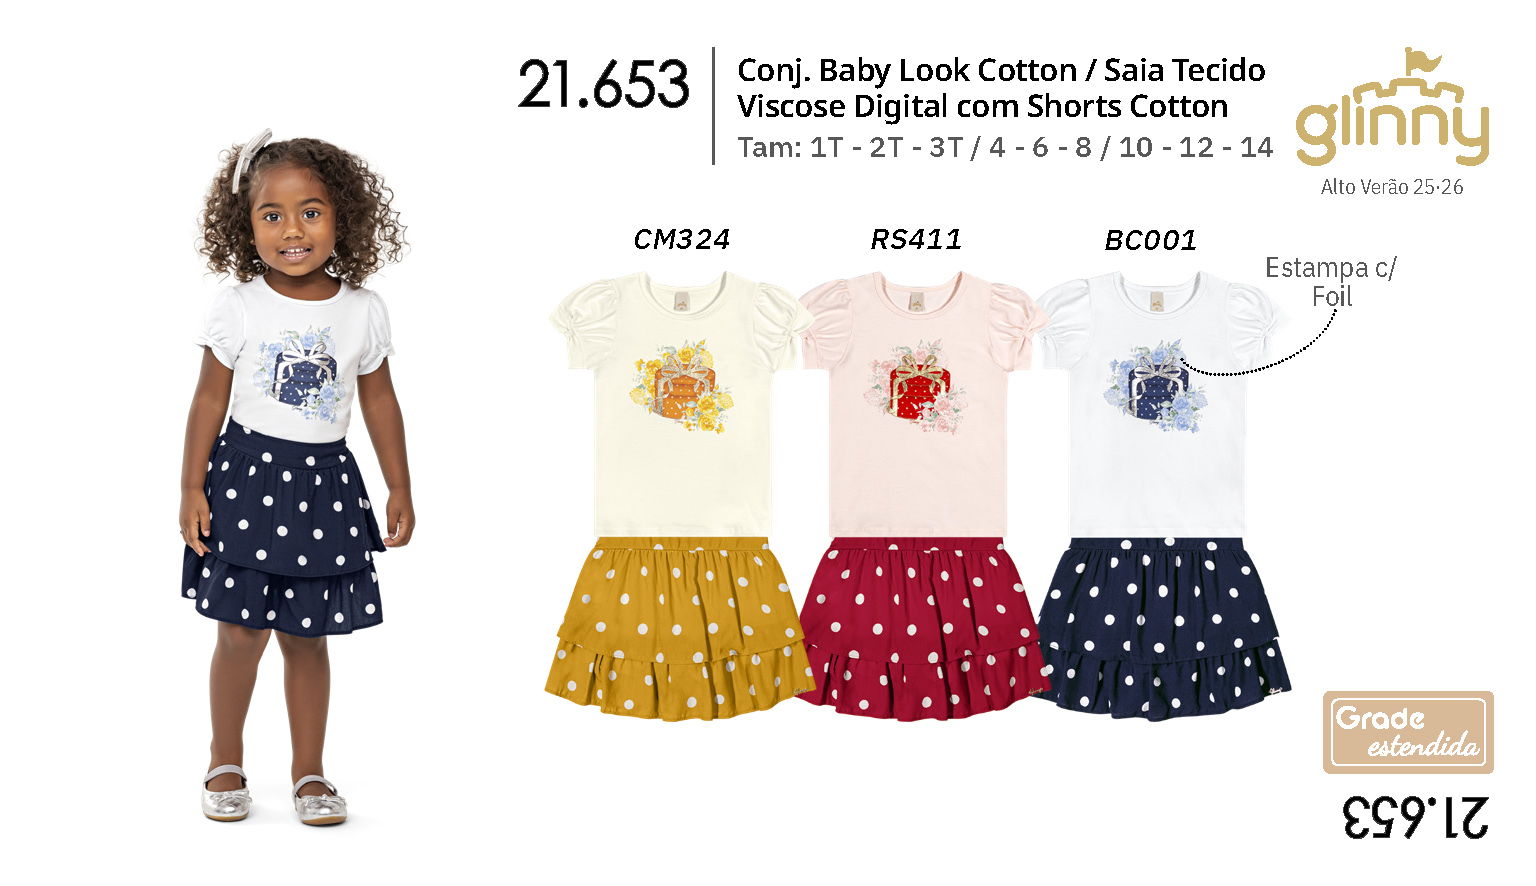 21.653
Conj. Baby Look Cotton / Saia Tecido
Viscose Digital com Shorts Cotton
Tam: 1T - 2T - 3T / 4 - 6 - 8 / 10 - 12 - 14
glinny
Alto Verão 25·26
CM324
RS411
BC001
Estampa c/
Foil
Grade
estendida
21.653